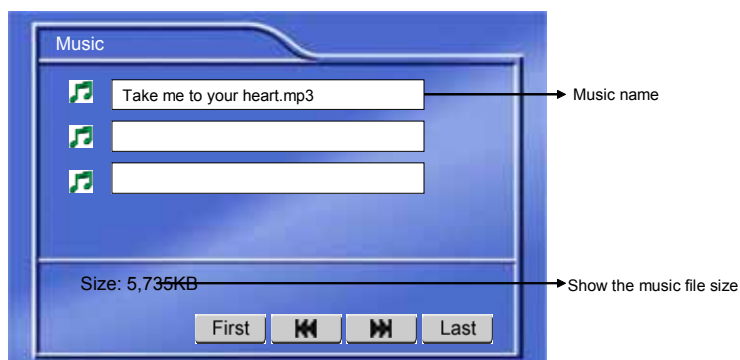 Music
Take me to your heart.mp3
Music name
Size: 5,735KB
Show the music file size
First Last